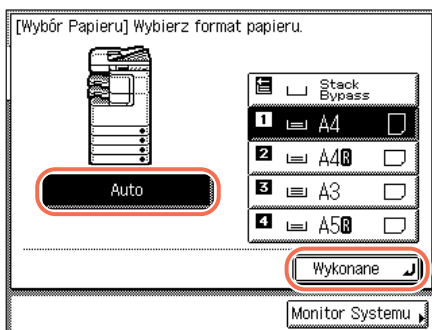 [Wybór Papieru] Wybierz format papieru.
Stack
Bypass
1 A4
2 A4R
Auto
3 A3
4 A5R
Wykonane
Monitor Systemu